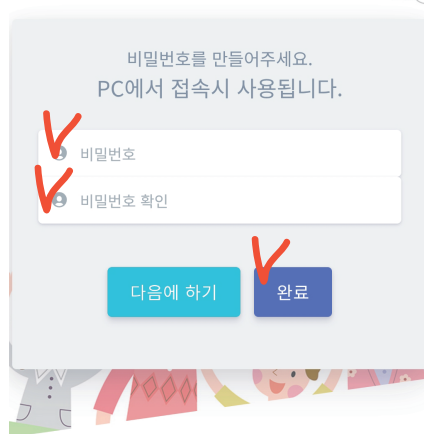 비밀번호를 만들어주세요.
PC에서 접속시 사용됩니다.
비밀번호
비밀번호 확인
다음에 하기
완료